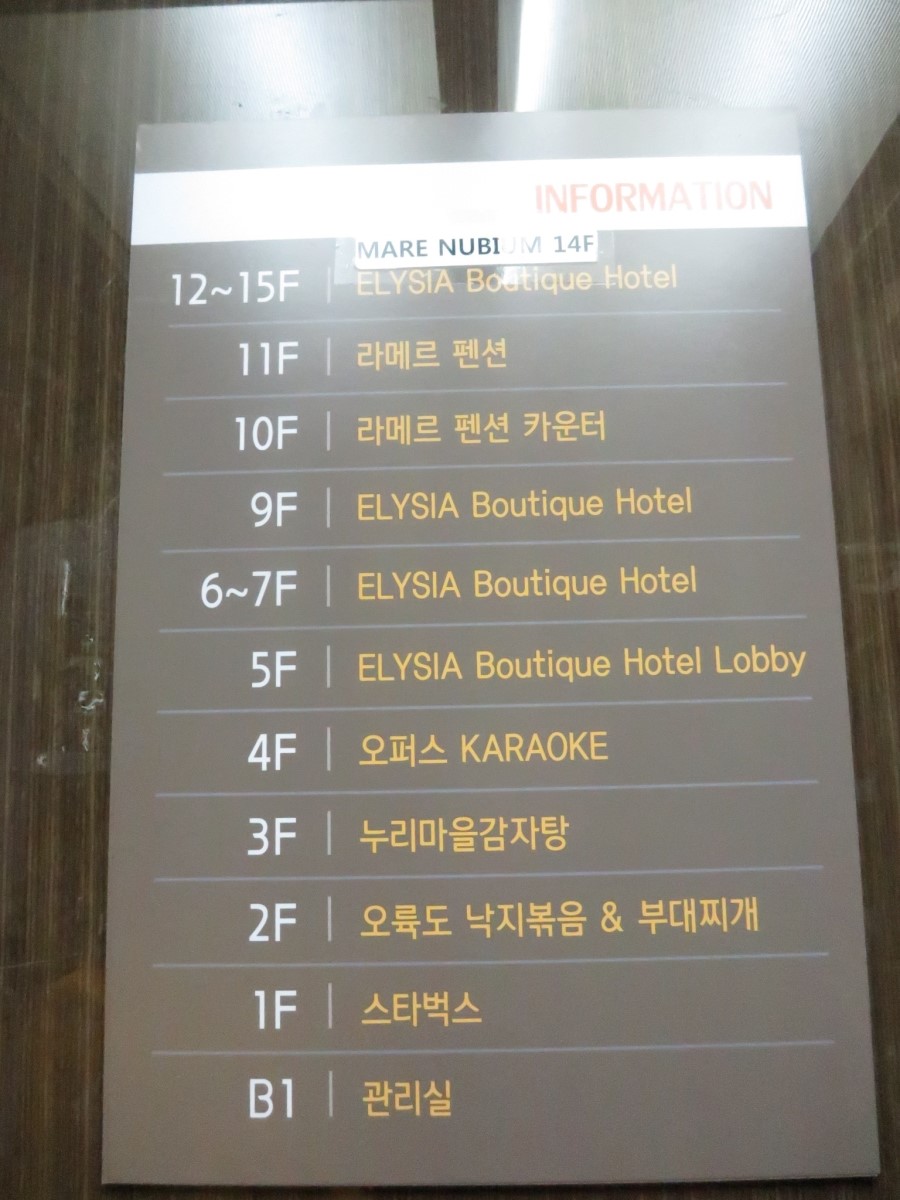 INFORMATION
MARE NUBIUM 14F
12~15F ELYSIA Boutique Hotel
11F 라메르 펜션
10F 라메르 펜션 카운터
9F ELYSIA Boutique Hotel
6~7F ELYSIA Boutique Hotel
5F ELYSIA Boutique Hotel Lobby
4F 오퍼스 KARAOKE
3F 누리마을감자탕
2F 오륙도 낙지볶음 & 부대찌개
1F 스타벅스
B1 관리실